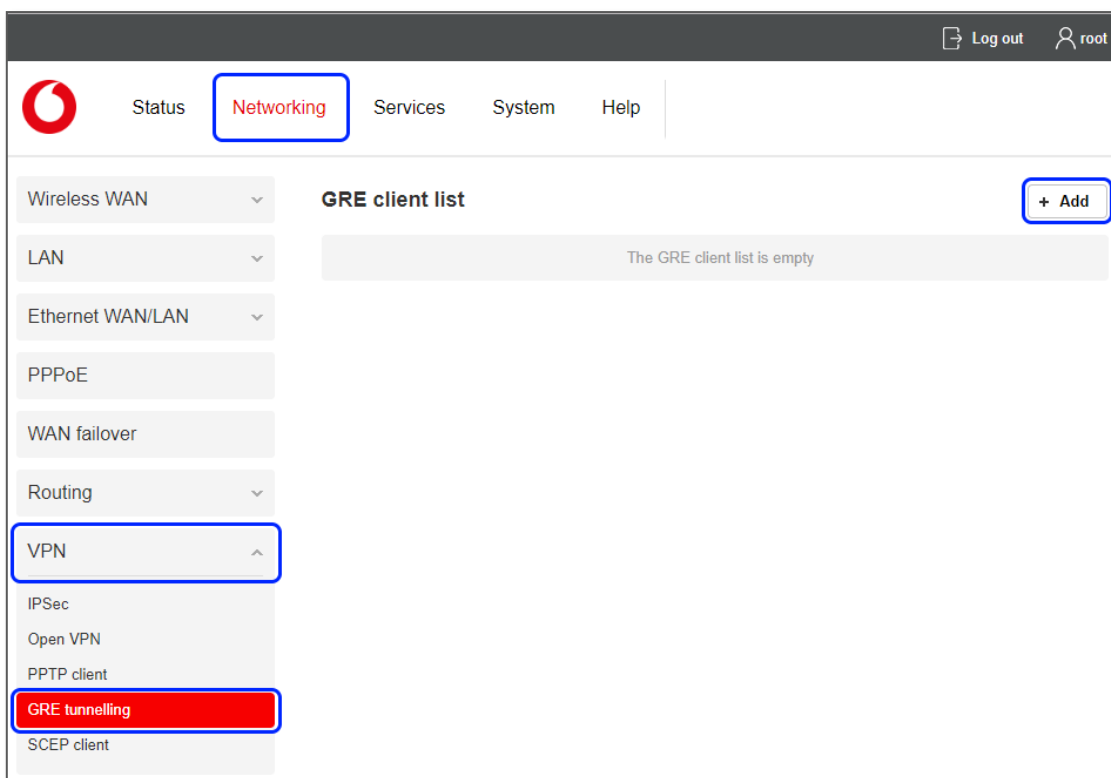 Log out root
Status Networking Services System Help
Wireless WAN
GRE client list
+ Add
LAN
The GRE client list is empty
Ethernet WAN/LAN
PPPoE
WAN failover
Routing
VPN
IPSec
Open VPN
PPTP client
GRE tunnelling
SCEP client